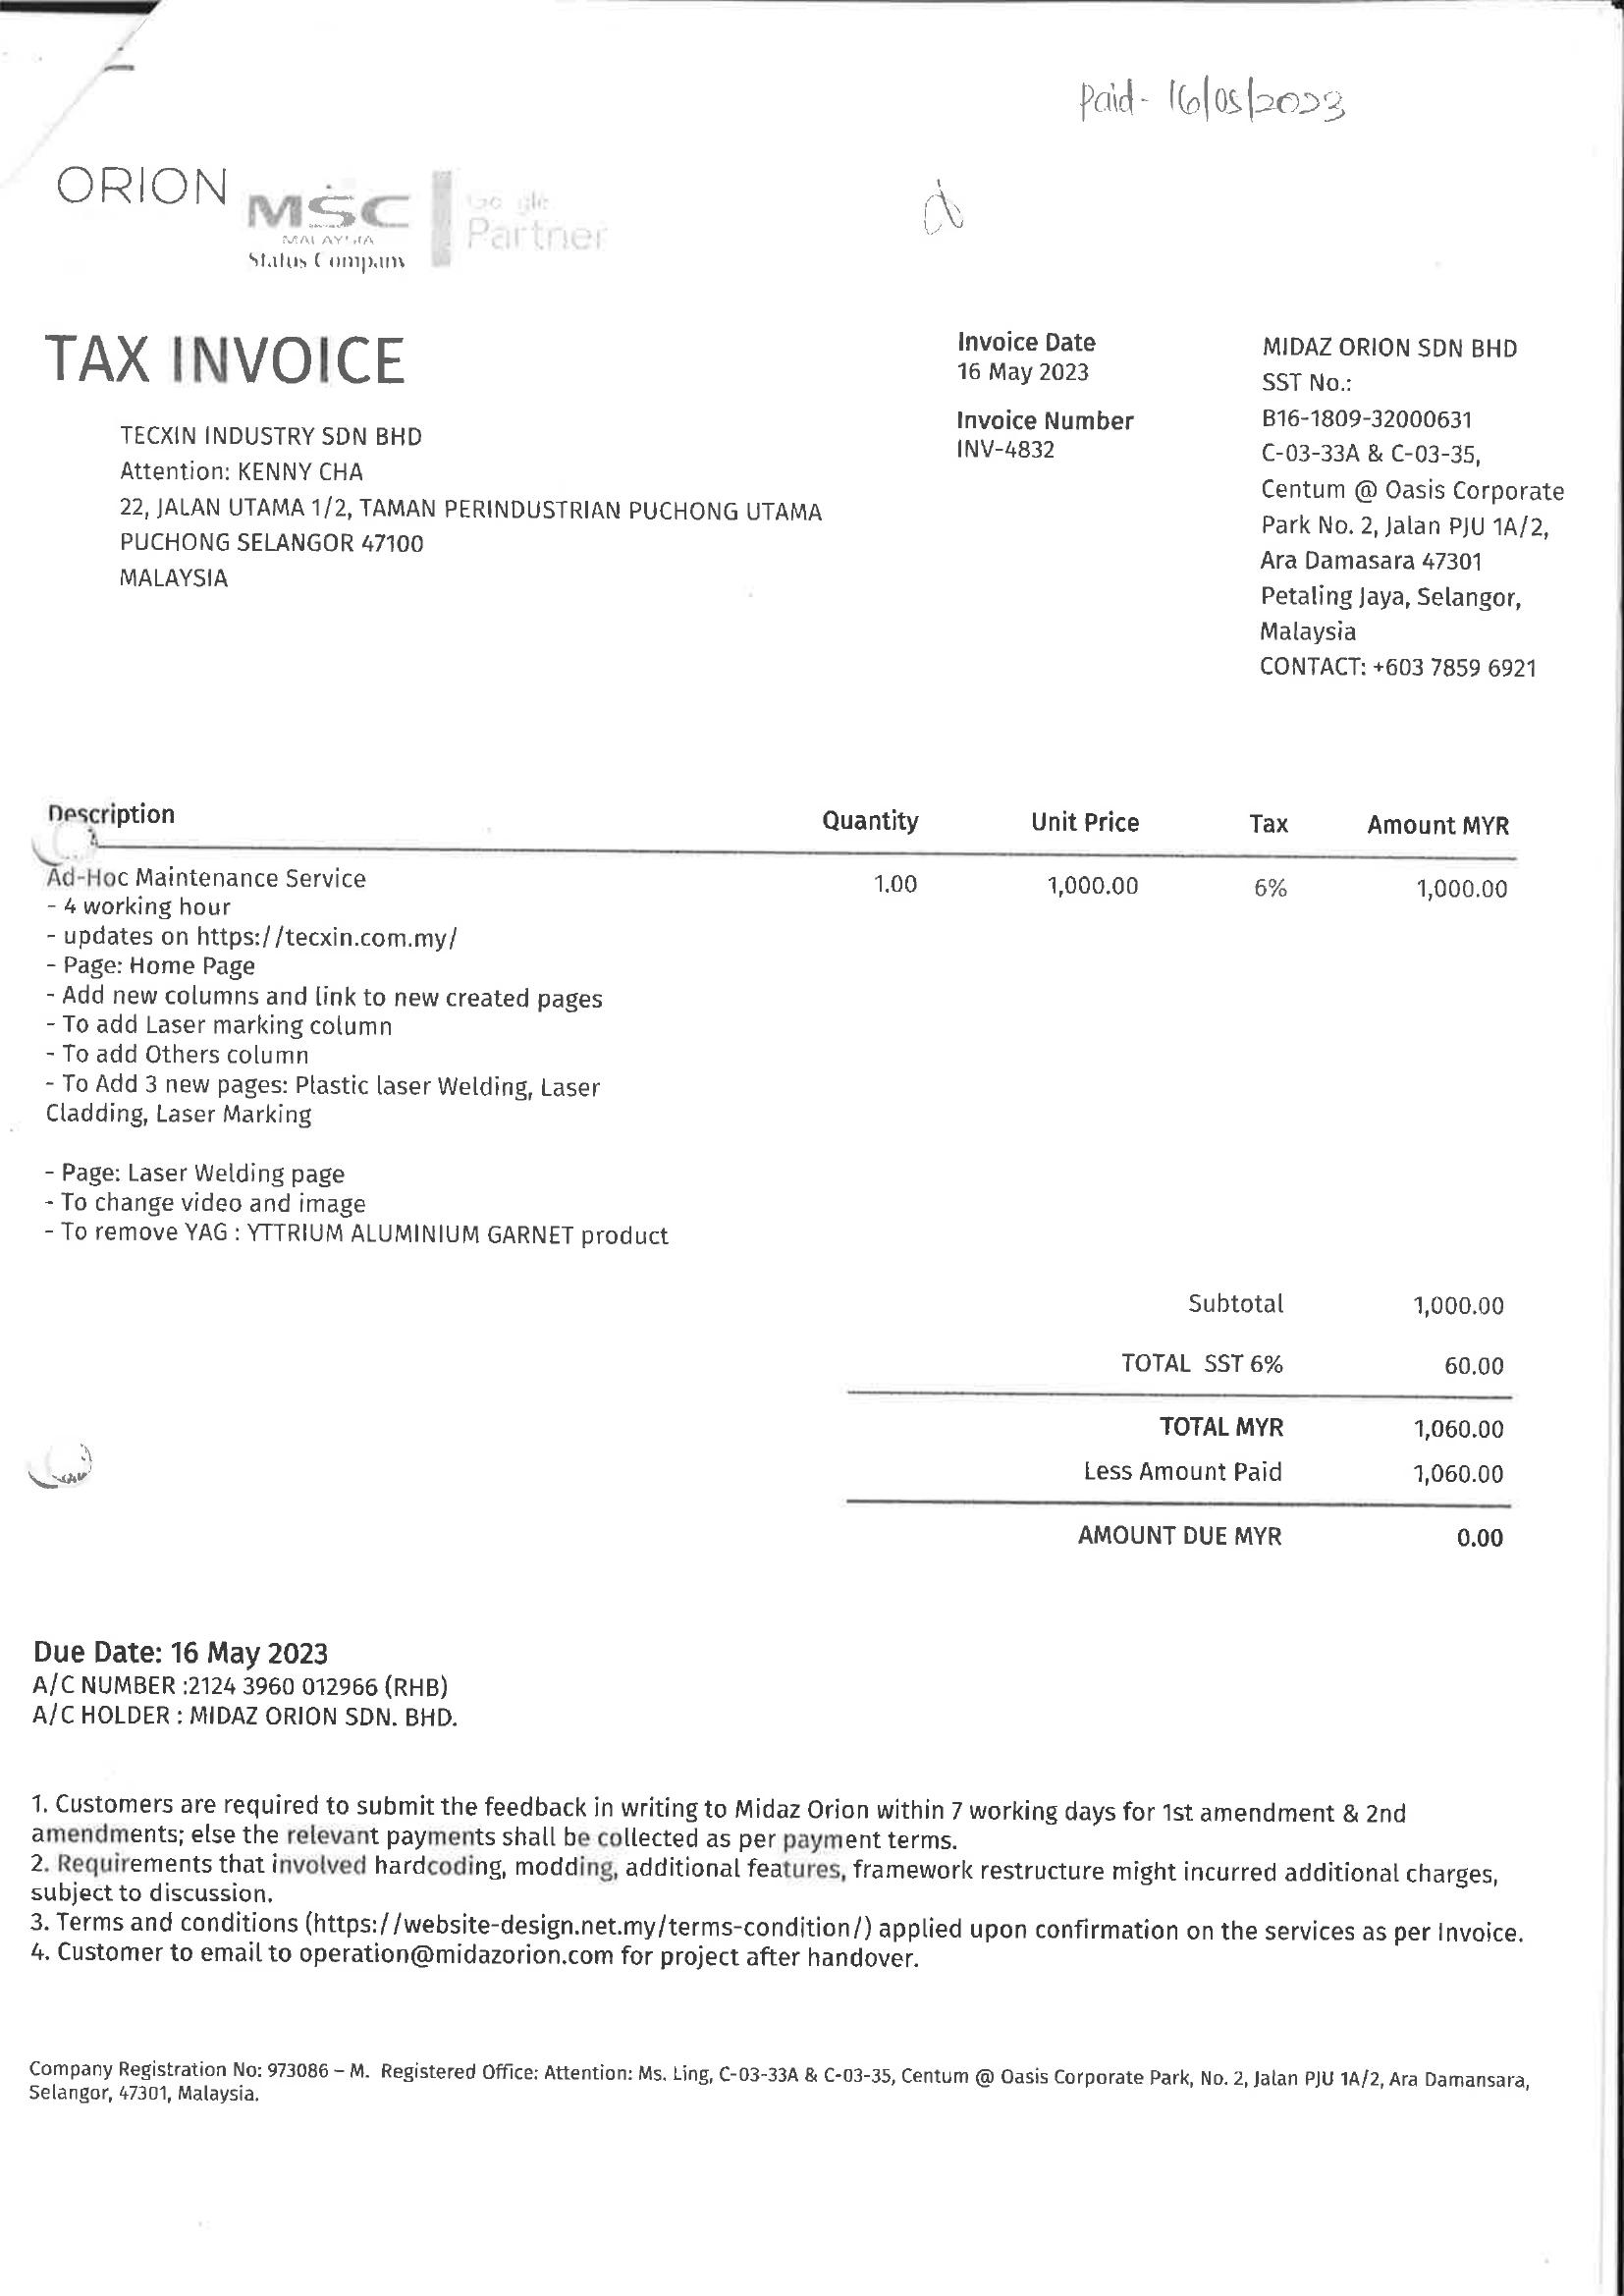 Paid- 16/05/2023
ORION
MSC
MALAYSIA
Status Company
Google
Partner
TAX INVOICE
TECXIN INDUSTRY SDN BHD
Attention: KENNY CHA
22, JALAN UTAMA 1/2, TAMAN PERINDUSTRIAN PUCHONG UTAMA
PUCHONG SELANGOR 47100
MALAYSIA
Invoice Date
16 May 2023
Invoice Number
INV-4832
MIDAZ ORION SDN BHD
SST No.:
B16-1809-32000631
C-03-33A & C-03-35,
Centum @ Oasis Corporate
Park No. 2, Jalan PJU 1A/2,
Ara Damasara 47301
Petaling Jaya, Selangor,
Malaysia
CONTACT: +603 7859 6921
Description Quantity Unit Price Tax Amount MYR
Ad-Hoc Maintenance Service 1.00 1,000.00 6% 1,000.00
- 4 working hour
- updates on https://tecxin.com.my/
- Page: Home Page
- Add new columns and link to new created pages
- To add Laser marking column
- To add Others column
- To Add 3 new pages: Plastic laser Welding, Laser
Cladding, Laser Marking
- Page: Laser Welding page
- To change video and image
- To remove YAG : YTTRIUM ALUMINIUM GARNET product
Subtotal 1,000.00
TOTAL SST 6% 60.00
TOTAL MYR 1,060.00
Less Amount Paid 1,060.00
AMOUNT DUE MYR 0.00
Due Date: 16 May 2023
A/C NUMBER :2124 3960 012966 (RHB)
A/C HOLDER : MIDAZ ORION SDN. BHD.
1. Customers are required to submit the feedback in writing to Midaz Orion within 7 working days for 1st amendment & 2nd
amendments; else the relevant payments shall be collected as per payment terms.
2. Requirements that involved hardcoding, modding, additional features, framework restructure might incurred additional charges,
subject to discussion.
3. Terms and conditions (https://website-design.net.my/terms-condition/) applied upon confirmation on the services as per Invoice.
4. Customer to email to operation@midazorion.com for project after handover.
Company Registration No: 973086 – M. Registered Office: Attention: Ms. Ling, C-03-33A & C-03-35, Centum @ Oasis Corporate Park, No. 2, Jalan PJU 1A/2, Ara Damansara,
Selangor, 47301, Malaysia.